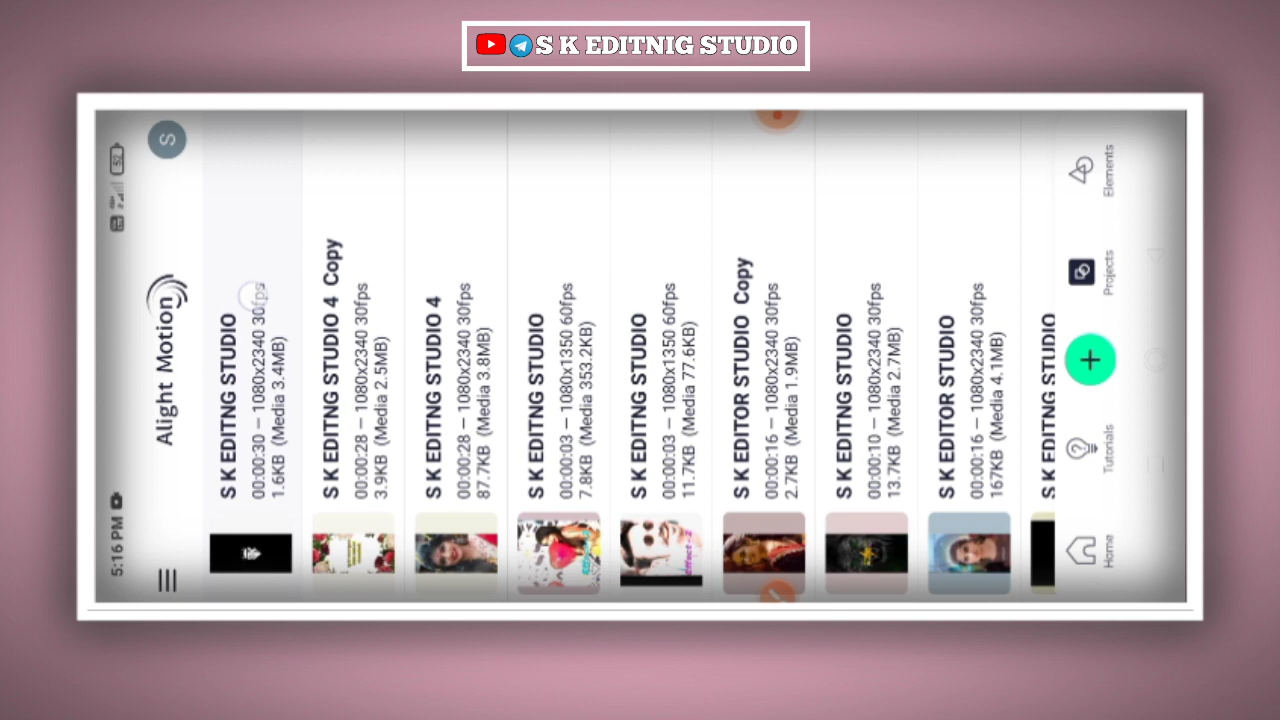 S K EDITNIG STUDIO
5:16 PM
52
Alight Motion
S
S K EDITNG STUDIO
00:00:30 — 1080x2340 30fps
1.6KB (Media 3.4MB)
S K EDITNG STUDIO 4 Copy
00:00:28 — 1080x2340 30fps
3.9KB (Media 2.5MB)
S K EDITNG STUDIO 4
00:00:28 — 1080x2340 30fps
87.7KB (Media 3.8MB)
S K EDITNG STUDIO
00:00:03 — 1080x1350 60fps
7.8KB (Media 353.2KB)
S K EDITNG STUDIO
00:00:03 — 1080x1350 60fps
11.7KB (Media 77.6KB)
S K EDITOR STUDIO Copy
00:00:16 — 1080x2340 30fps
2.7KB (Media 1.9MB)
S K EDITNG STUDIO
00:00:10 — 1080x2340 30fps
13.7KB (Media 2.7MB)
S K EDITOR STUDIO
00:00:16 — 1080x2340 30fps
167KB (Media 4.1MB)
S K EDITNG STUDIO
Home
Tutorials
Projects
Elements